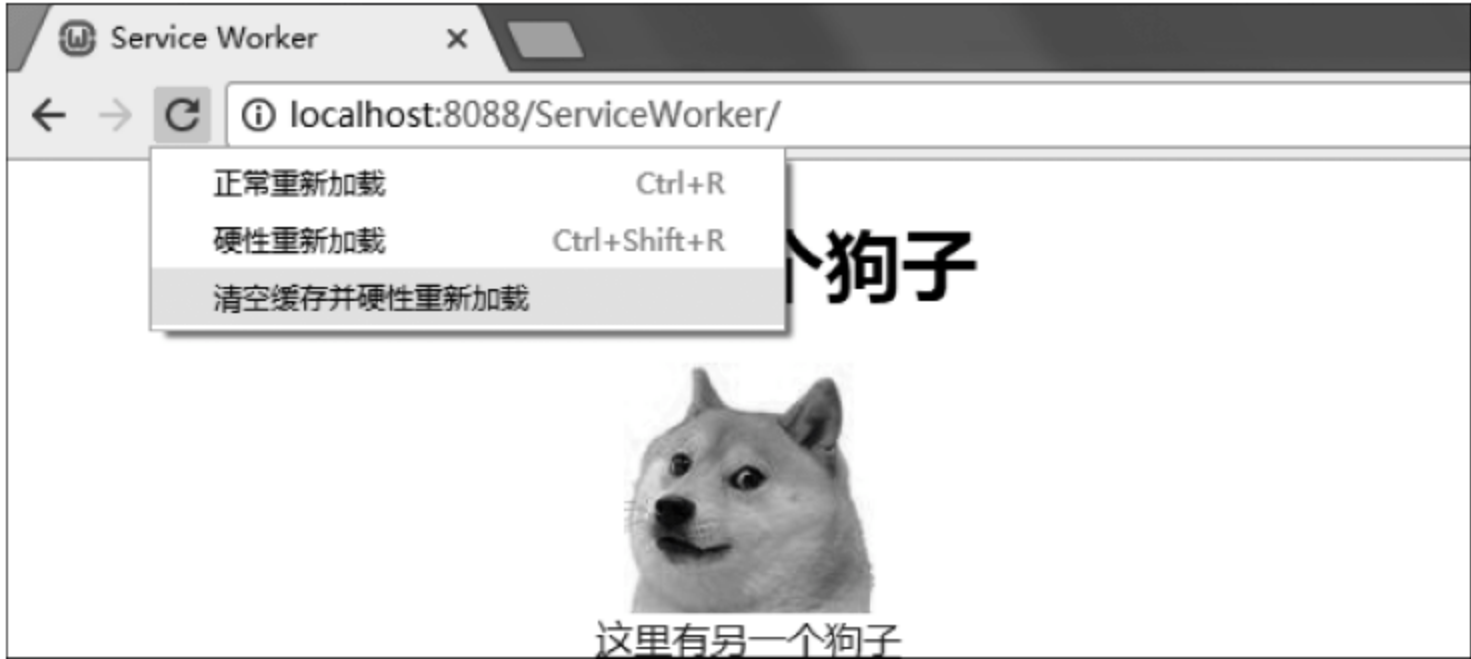 Service Worker
localhost:8088/ServiceWorker/
正常重新加载 Ctrl+R
硬性重新加载 Ctrl+Shift+R
清空缓存并硬性重新加载
个狗子
这里有另一个狗子